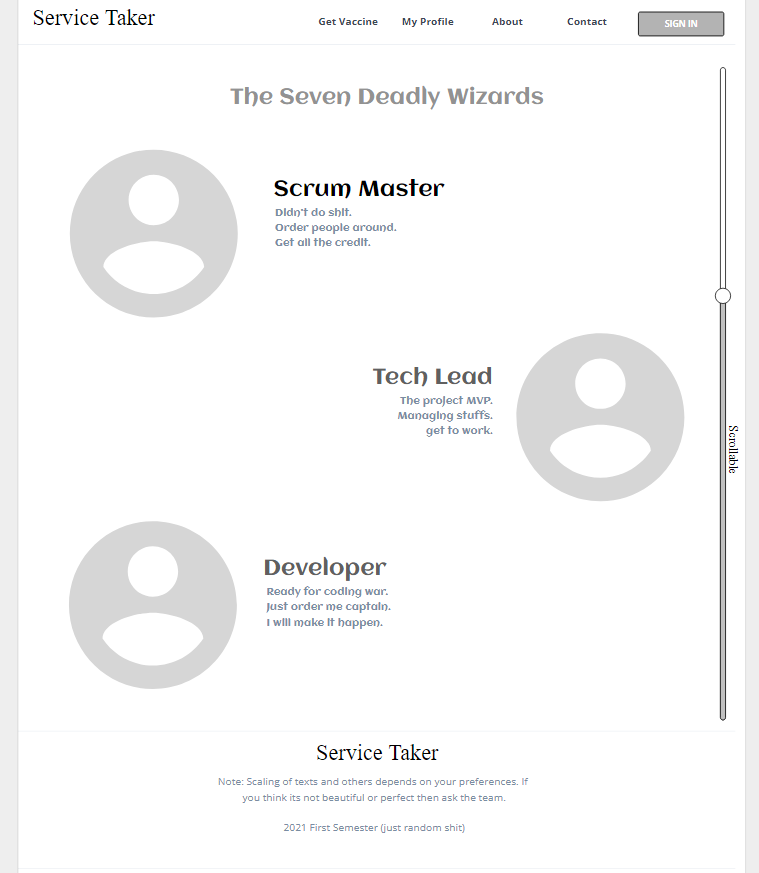 Service Taker
Get Vaccine My Profile About Contact SIGN IN
The Seven Deadly Wizards
Scrum Master
Didn't do shit.
Order people around.
Get all the credit.
Tech Lead
The project MVP.
Managing stuffs.
get to work.
Scrollable
Developer
Ready for coding war.
Just order me captain.
I will make it happen.
Service Taker
Note: Scaling of texts and others depends on your preferences. If
you think its not beautiful or perfect then ask the team.
2021 First Semester (just random shit)